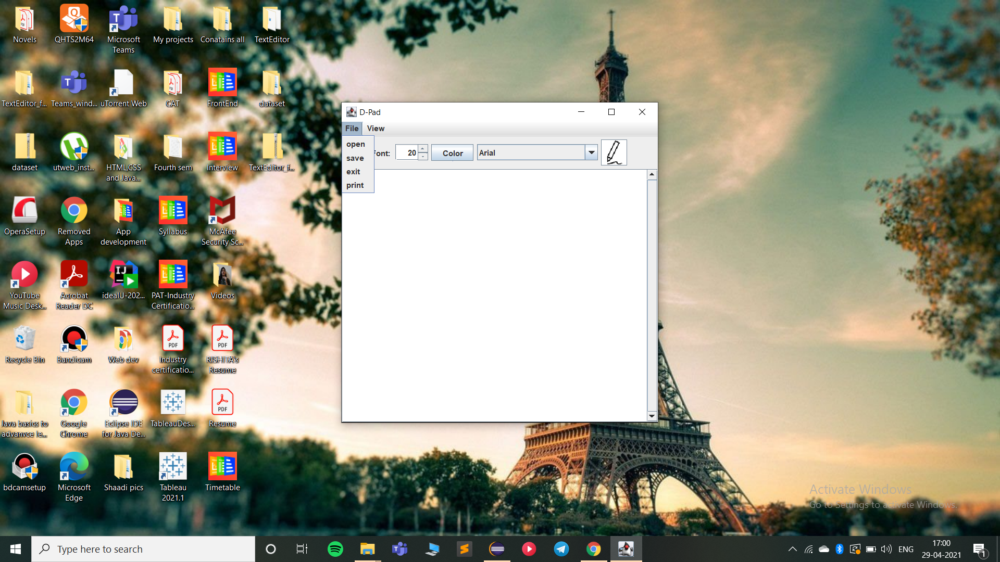 Novels
QHTS2M64
Microsoft
Teams
My projects
Conatains all
TextEditor
TextEditor_f...
Teams_wind...
uTorrent Web
CAT
FrontEnd
dataset
dataset
utweb_inst...
HTML,CSS
and Java...
Fourth sem
Interview
TextEditor_f...
OperaSetup
Removed
Apps
App
development
Syllabus
McAfee
Security Sc...
YouTube
Music Desk...
Acrobat
Reader DC
ideaIU-202...
PAT-Industry
Certificatio...
Videos
Recycle Bin
Bandicam
Web dev
Industry
certificatio...
RISHITA's
Resume
Java basics to
advanvce le...
Google
Chrome
Eclipse IDE
for Java De...
TableauDes...
Resume
bdcamsetup
Microsoft
Edge
Shaadi pics
Tableau
2021.1
Timetable
D-Pad
File View
open
save
exit
print
Font: 20 Color Arial
Activate Windows
Go to Settings to activate Windows.
Type here to search
ENG
17:00
29-04-2021
1